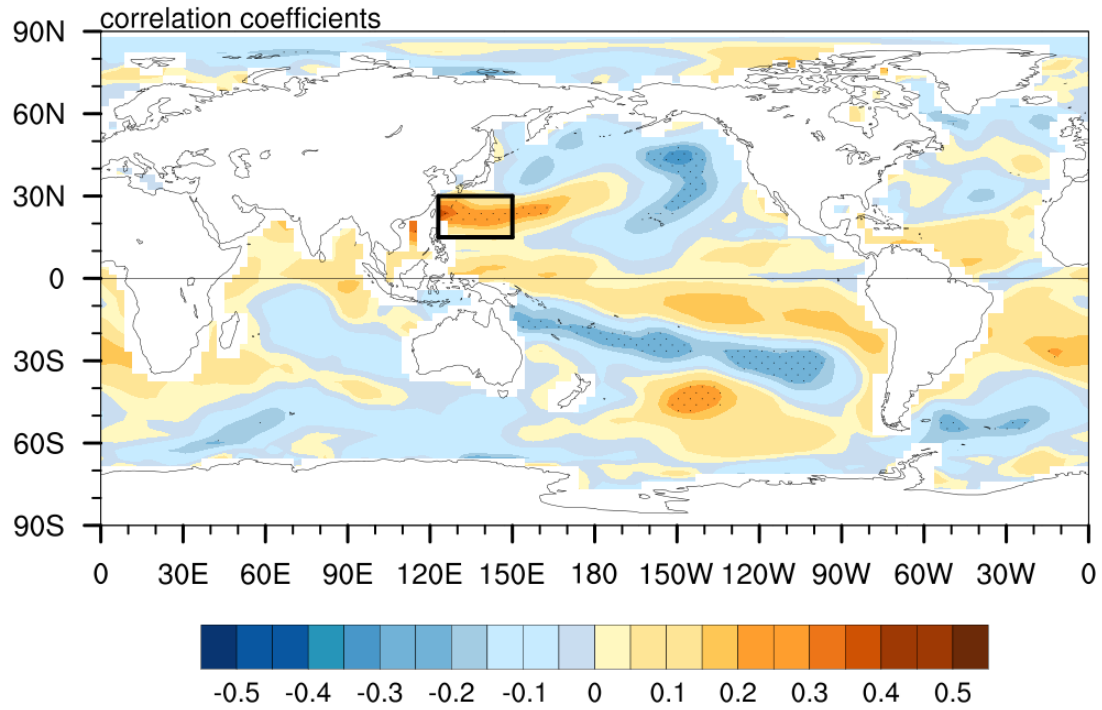 correlation coefficients
90N
60N
30N
0
30S
60S
90S
0 30E 60E 90E 120E 150E 180 150W 120W 90W 60W 30W 0
-0.5 -0.4 -0.3 -0.2 -0.1 0 0.1 0.2 0.3 0.4 0.5